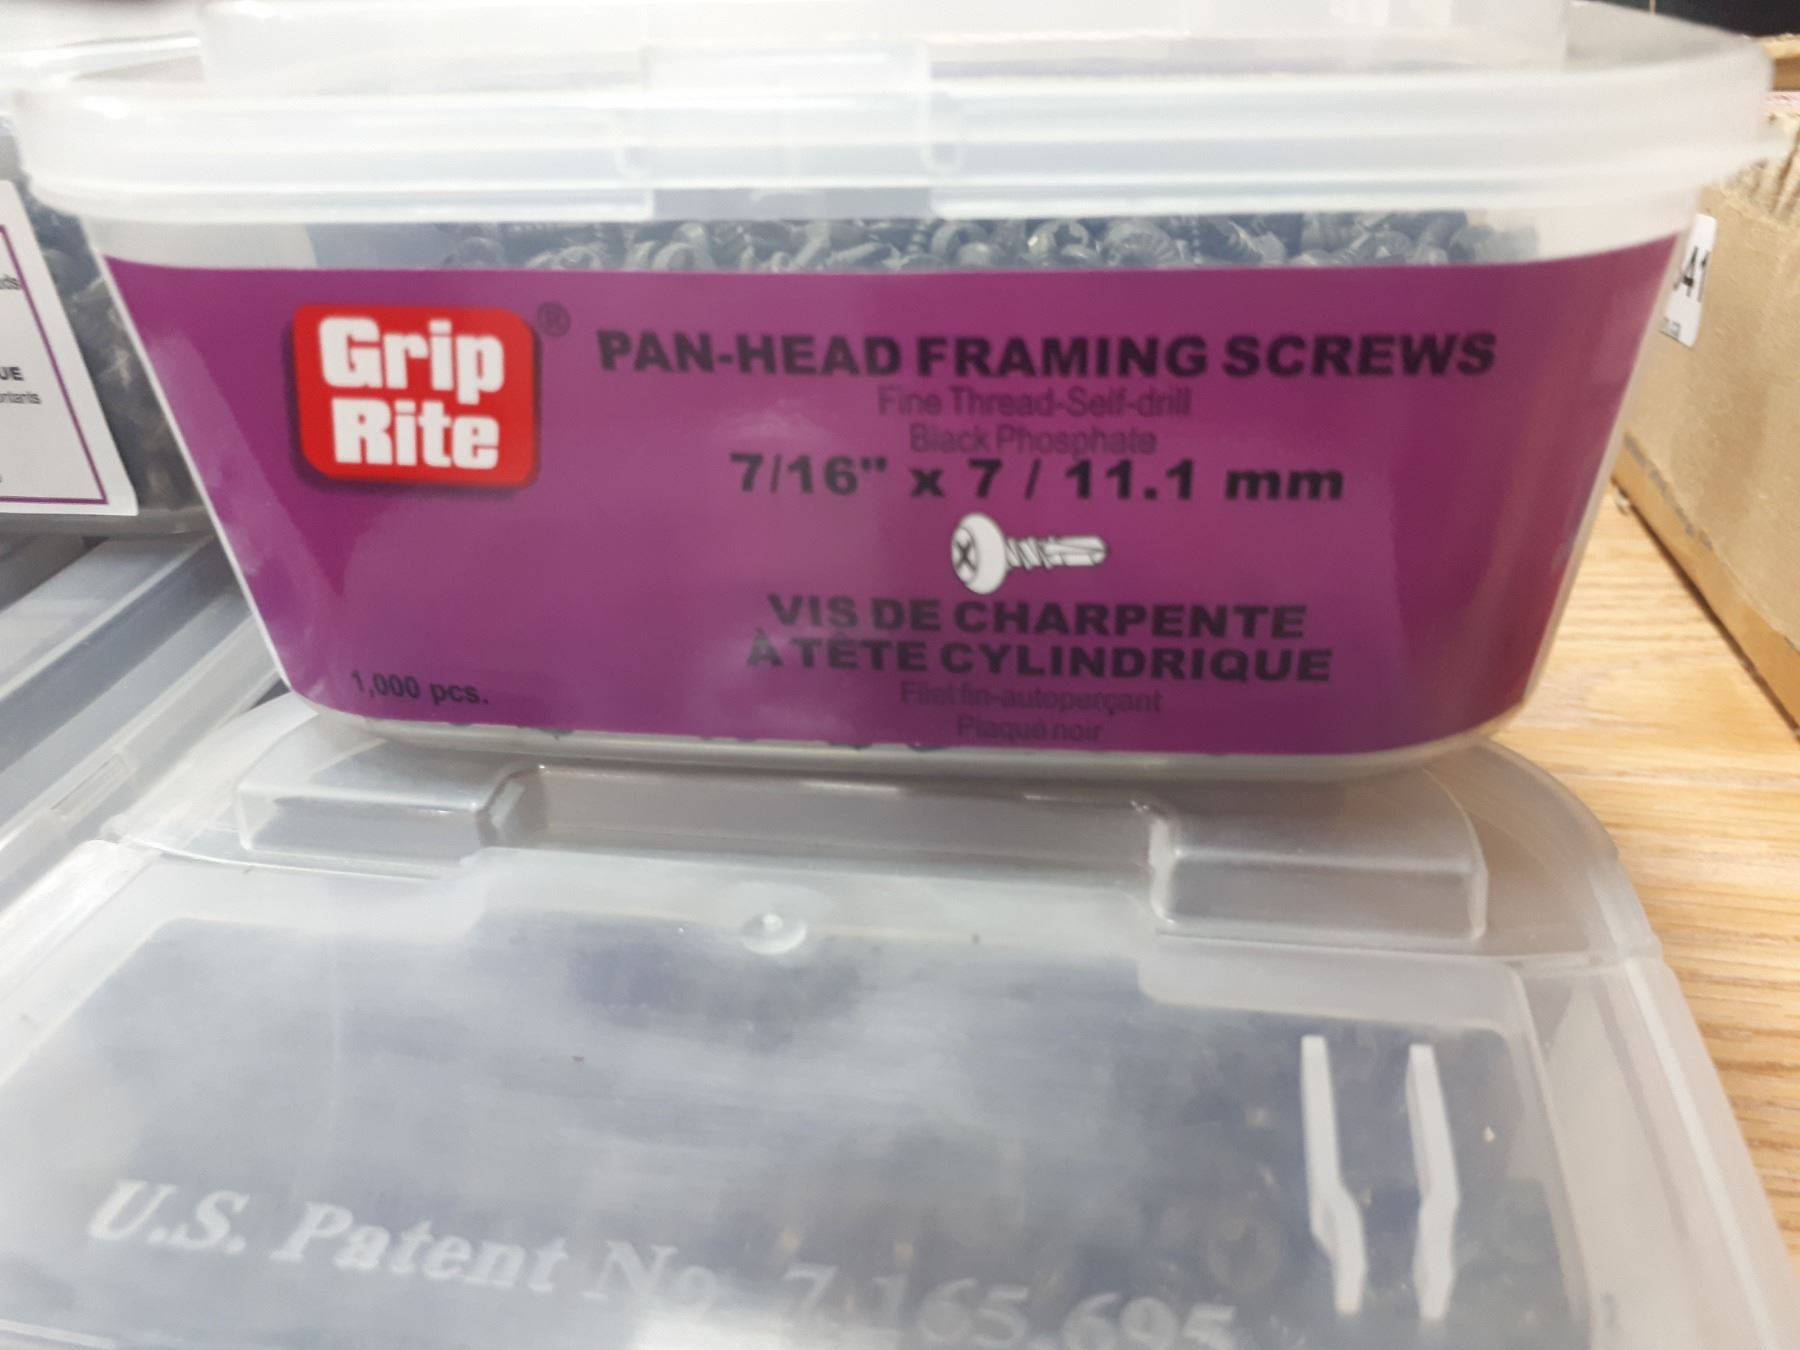 Grip
Rite
®
PAN-HEAD FRAMING SCREWS
Fine Thread-Self-drill
Black Phosphate
7/16" x 7 / 11.1 mm
VIS DE CHARPENTE
À TÊTE CYLINDRIQUE
Filet fin-autoperçant
Plaqué noir
1,000 pcs.
U.S. Patent No. 7,165,695
41